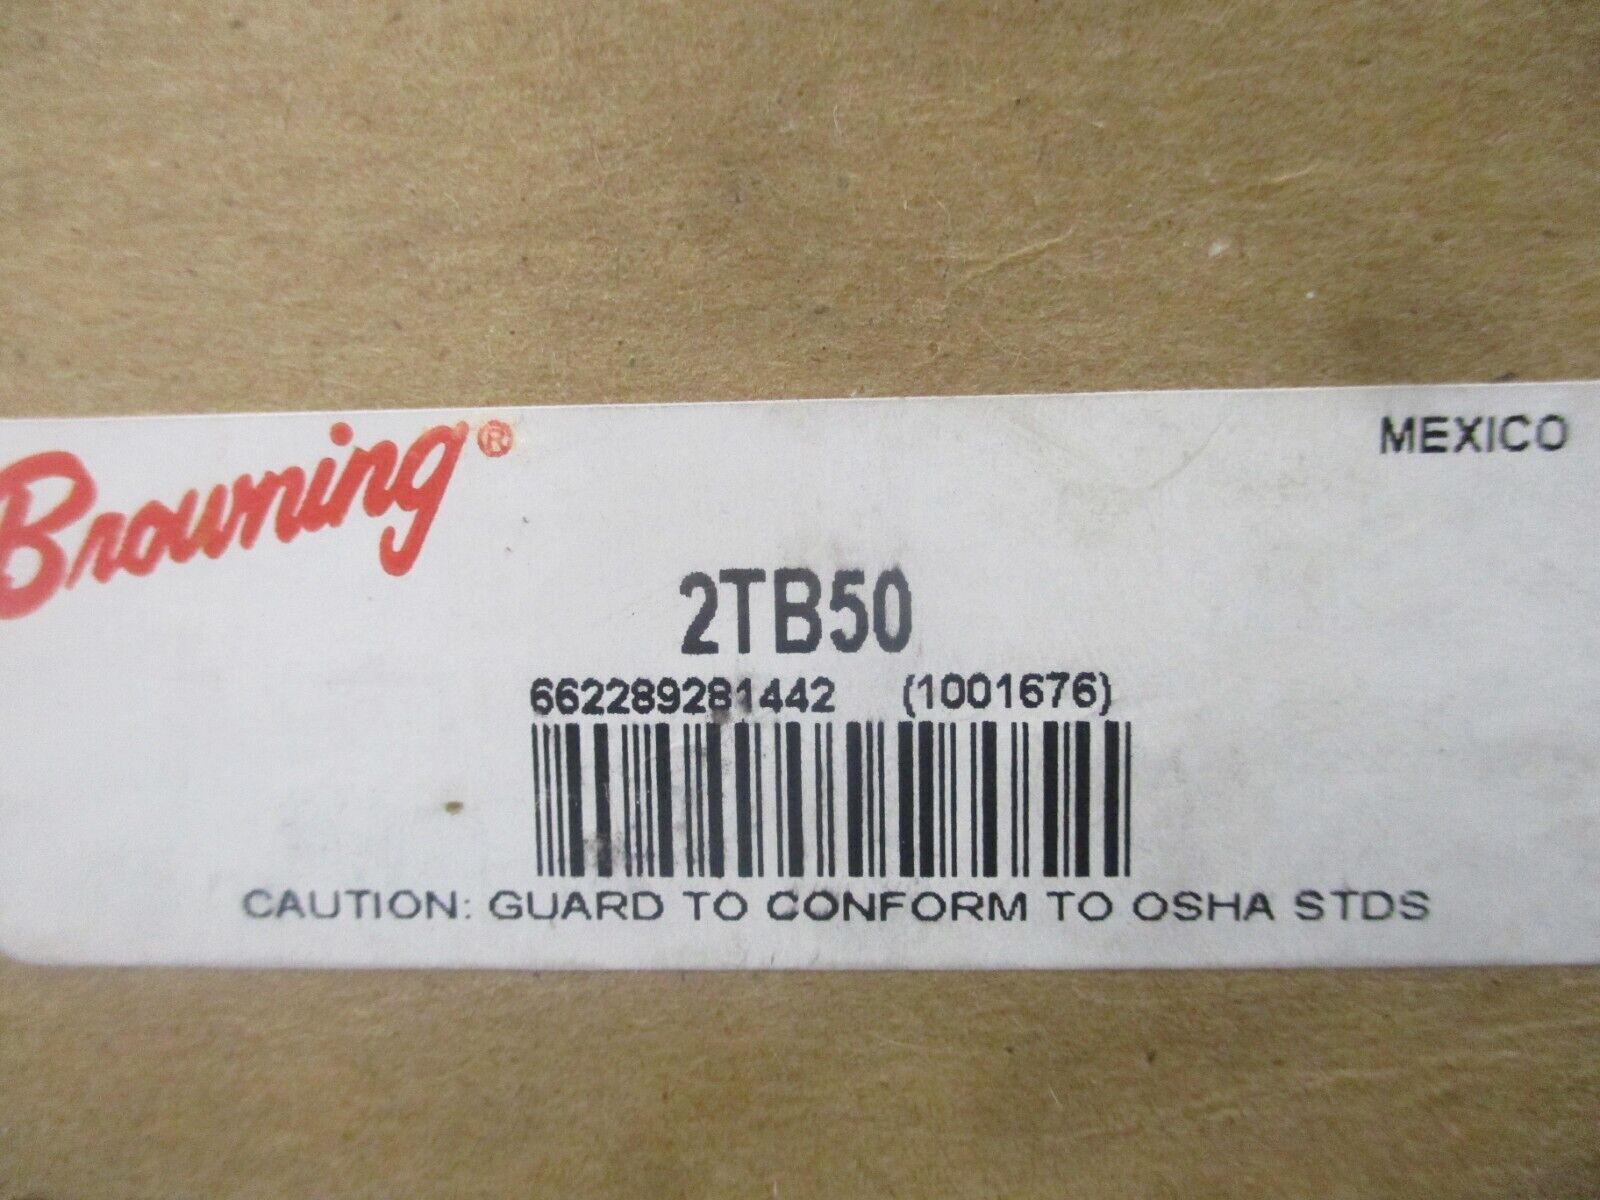 Browning®
MEXICO
2TB50
662289281442 (1001676)
CAUTION: GUARD TO CONFORM TO OSHA STDS